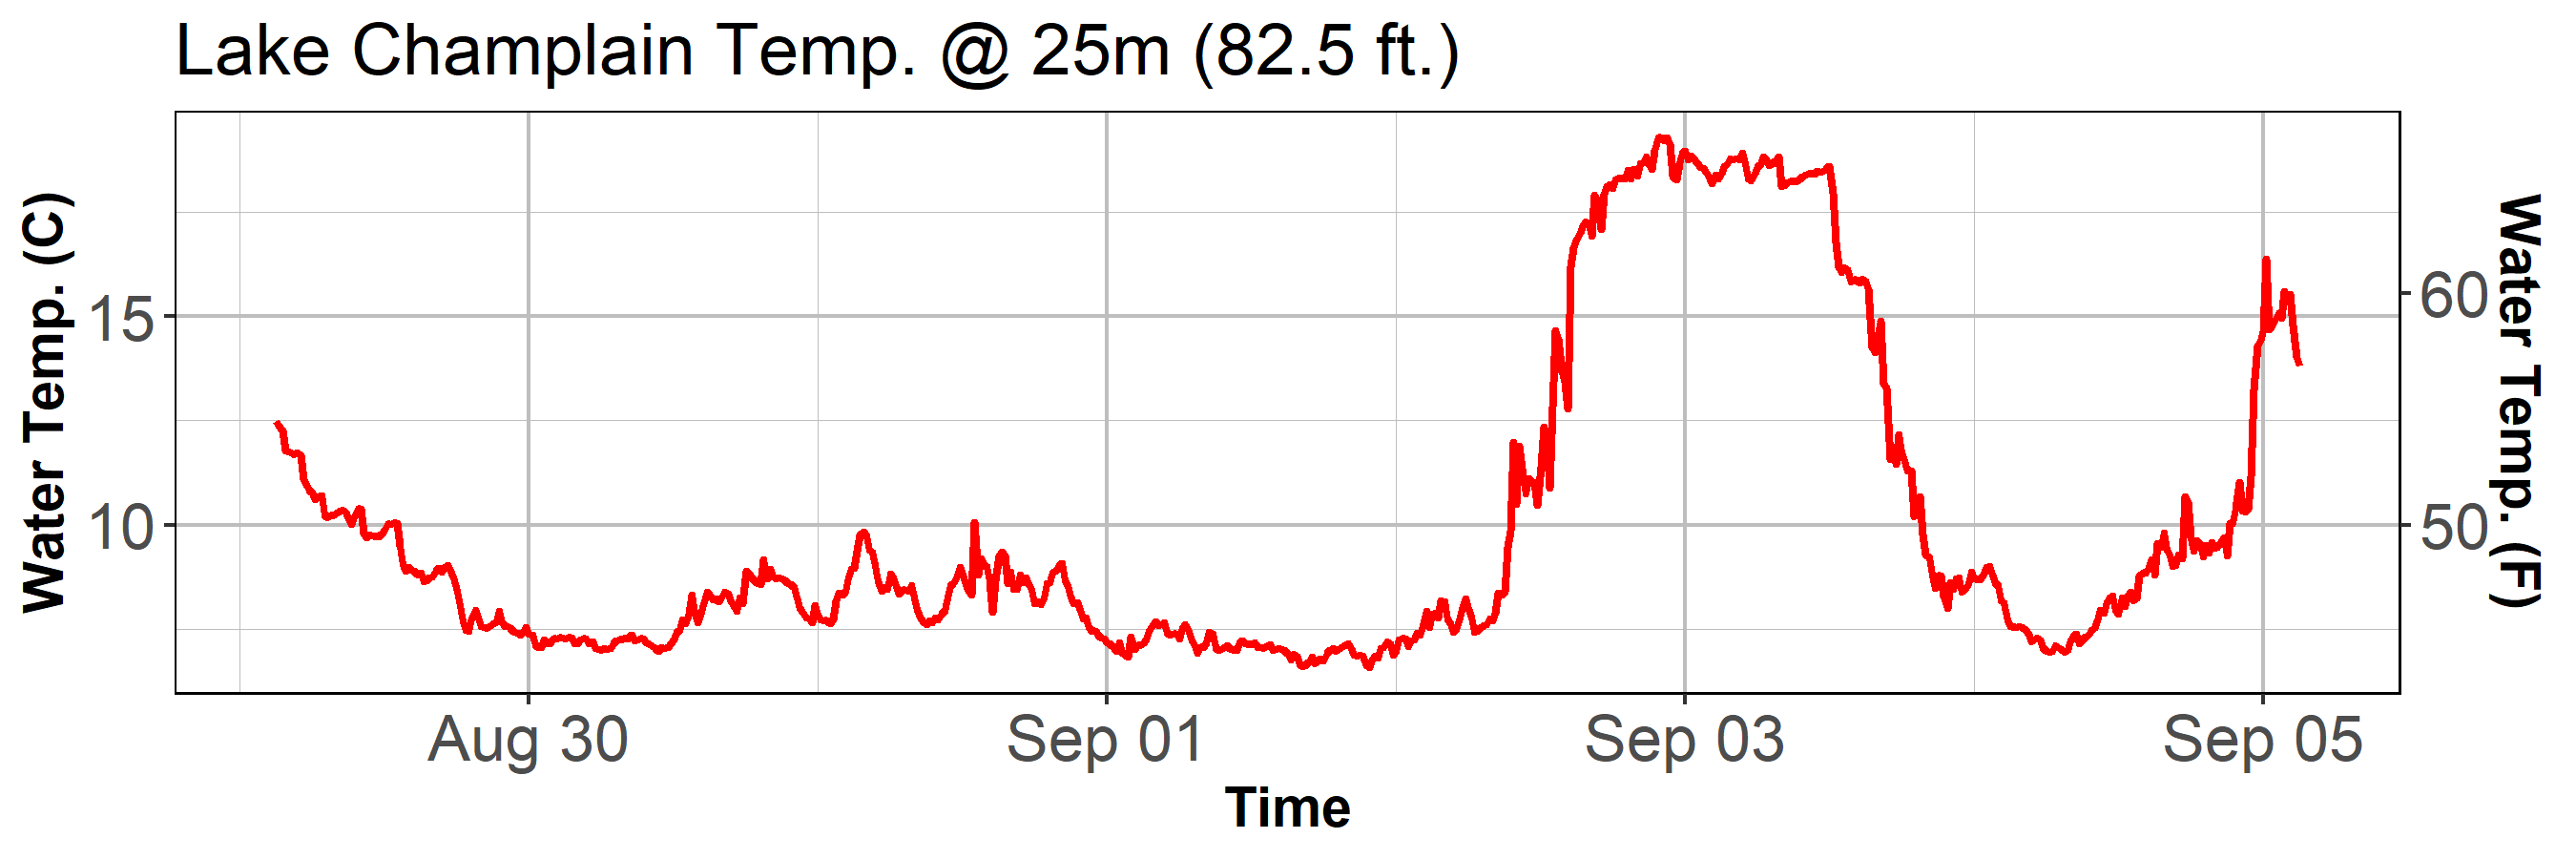 Lake Champlain Temp. @ 25m (82.5 ft.)
Water Temp. (C)
15
10
60
50
Water Temp. (F)
Aug 30
Sep 01
Sep 03
Sep 05
Time